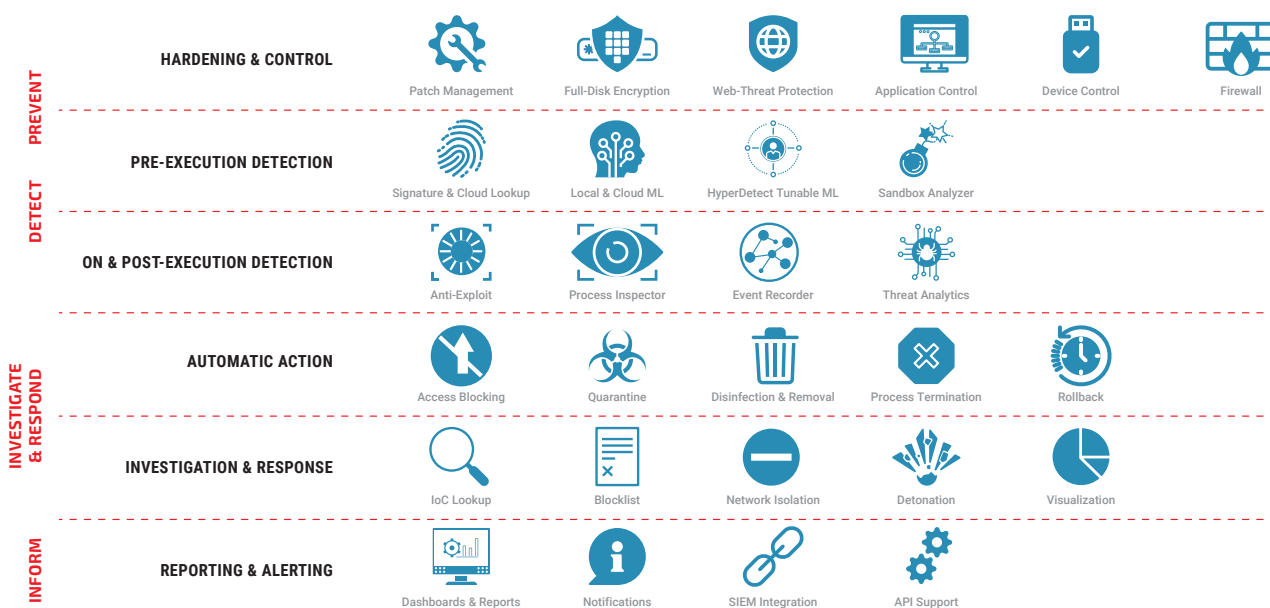 PREVENT
HARDENING & CONTROL
Patch Management
Full-Disk Encryption
Web-Threat Protection
Application Control
Device Control
Firewall
PRE-EXECUTION DETECTION
Signature & Cloud Lookup
Local & Cloud ML
HyperDetect Tunable ML
Sandbox Analyzer
DETECT
ON & POST-EXECUTION DETECTION
Anti-Exploit
Process Inspector
Event Recorder
Threat Analytics
INVESTIGATE
& RESPOND
AUTOMATIC ACTION
Access Blocking
Quarantine
Disinfection & Removal
Process Termination
Rollback
INVESTIGATION & RESPONSE
IoC Lookup
Blocklist
Network Isolation
Detonation
Visualization
INFORM
REPORTING & ALERTING
Dashboards & Reports
Notifications
SIEM Integration
API Support